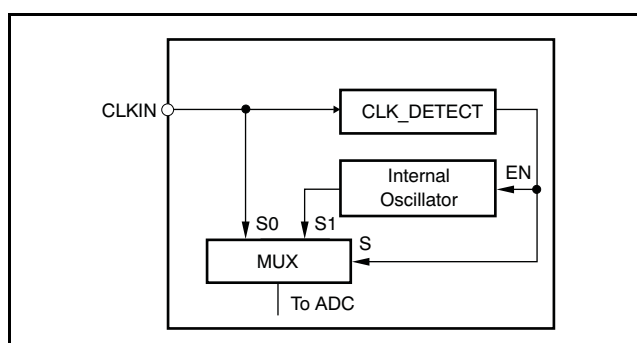 CLKIN
CLK_DETECT
Internal
Oscillator
EN
S0
S1
S
MUX
To ADC